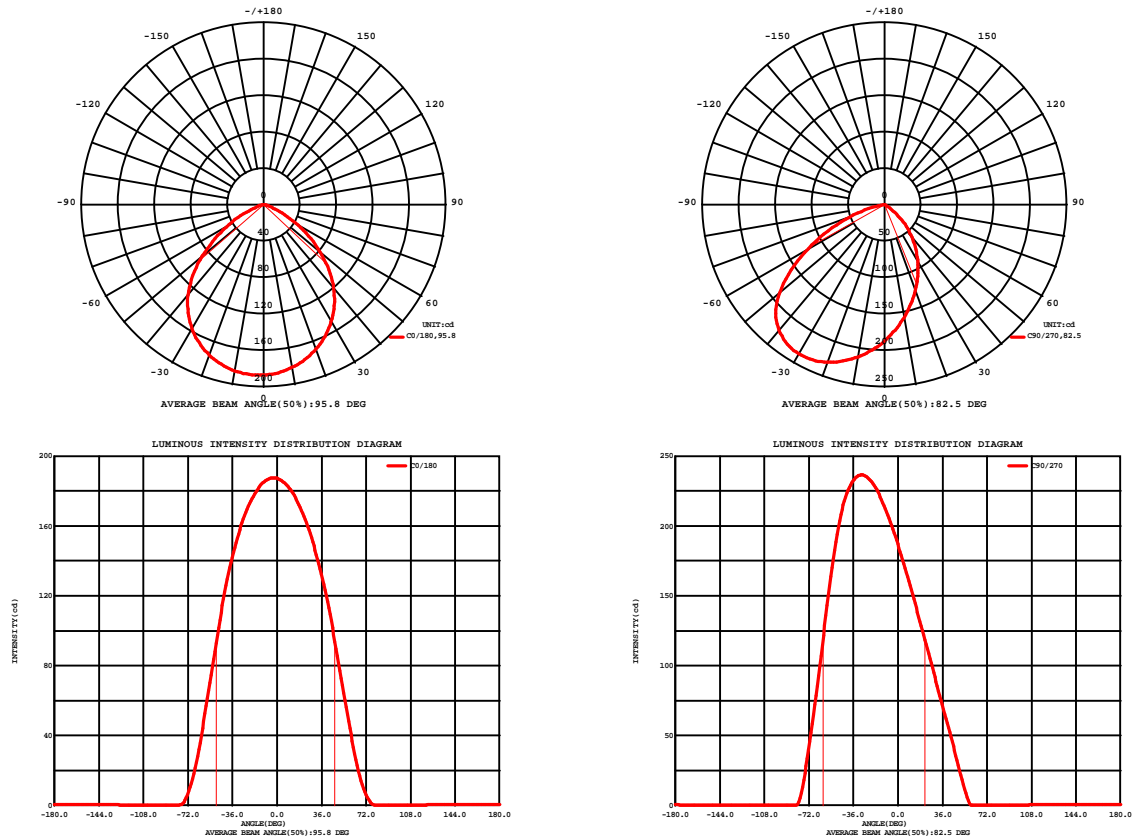 -/+180
-150
150
-120
120
-90
0
90
40
80
-60
120
60
UNIT:cd
C0/180,95.8
160
-30
30
200
0
AVERAGE BEAM ANGLE(50%):95.8 DEG
-/+180
-150
150
-120
120
-90
0
90
50
100
-60
150
60
UNIT:cd
C90/270,82.5
200
-30
30
250
0
AVERAGE BEAM ANGLE(50%):82.5 DEG
LUMINOUS INTENSITY DISTRIBUTION DIAGRAM
200
C0/180
160
120
INTENSITY(cd)
80
40
0
-180.0 -144.0 -108.0 -72.0 -36.0 0.0 36.0 72.0 108.0 144.0 180.0
ANGLE(DEG)
AVERAGE BEAM ANGLE(50%):95.8 DEG
LUMINOUS INTENSITY DISTRIBUTION DIAGRAM
250
C90/270
200
150
INTENSITY(cd)
100
50
0
-180.0 -144.0 -108.0 -72.0 -36.0 0.0 36.0 72.0 108.0 144.0 180.0
ANGLE(DEG)
AVERAGE BEAM ANGLE(50%):82.5 DEG